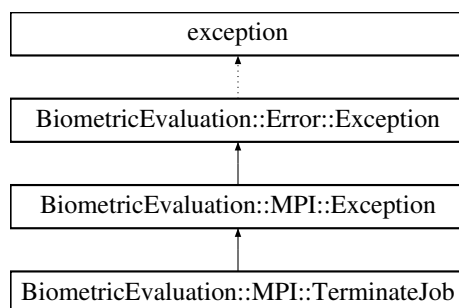 exception
BiometricEvaluation::Error::Exception
BiometricEvaluation::MPI::Exception
BiometricEvaluation::MPI::TerminateJob